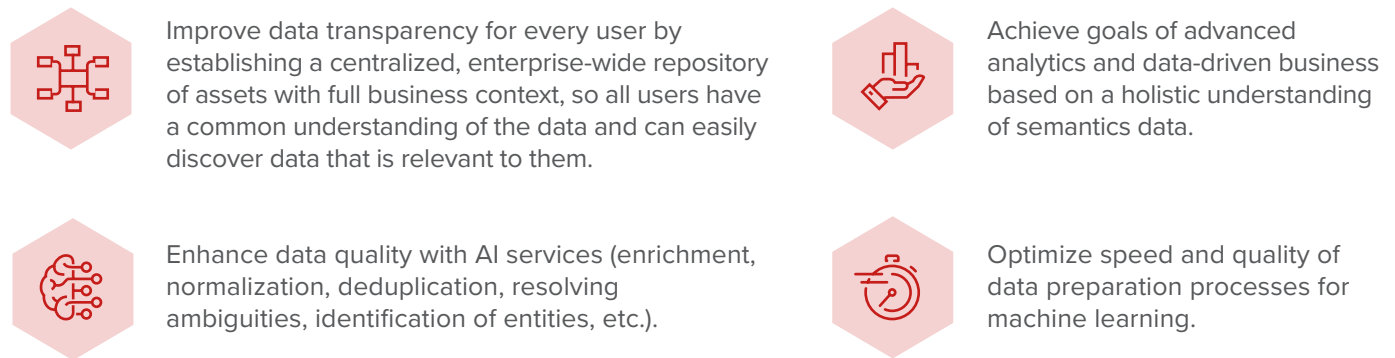 Improve data transparency for every user by
establishing a centralized, enterprise-wide repository
of assets with full business context, so all users have
a common understanding of the data and can easily
discover data that is relevant to them.
Achieve goals of advanced
analytics and data-driven business
based on a holistic understanding
of semantics data.
Enhance data quality with AI services (enrichment,
normalization, deduplication, resolving
ambiguities, identification of entities, etc.).
Optimize speed and quality of
data preparation processes for
machine learning.